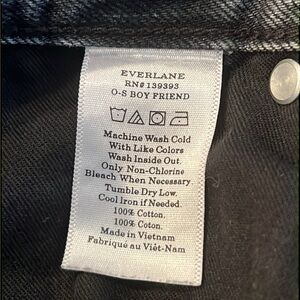 EVERLANE
RN# 139393
O-S BOY FRIEND
Machine Wash Cold
With Like Colors
Wash Inside Out.
Only Non-Chlorine
Bleach When Necessary.
Tumble Dry Low.
Cool Iron if Needed.
100% Cotton.
100% Coton.
Made in Vietnam
Fabriqué au Viêt-Nam